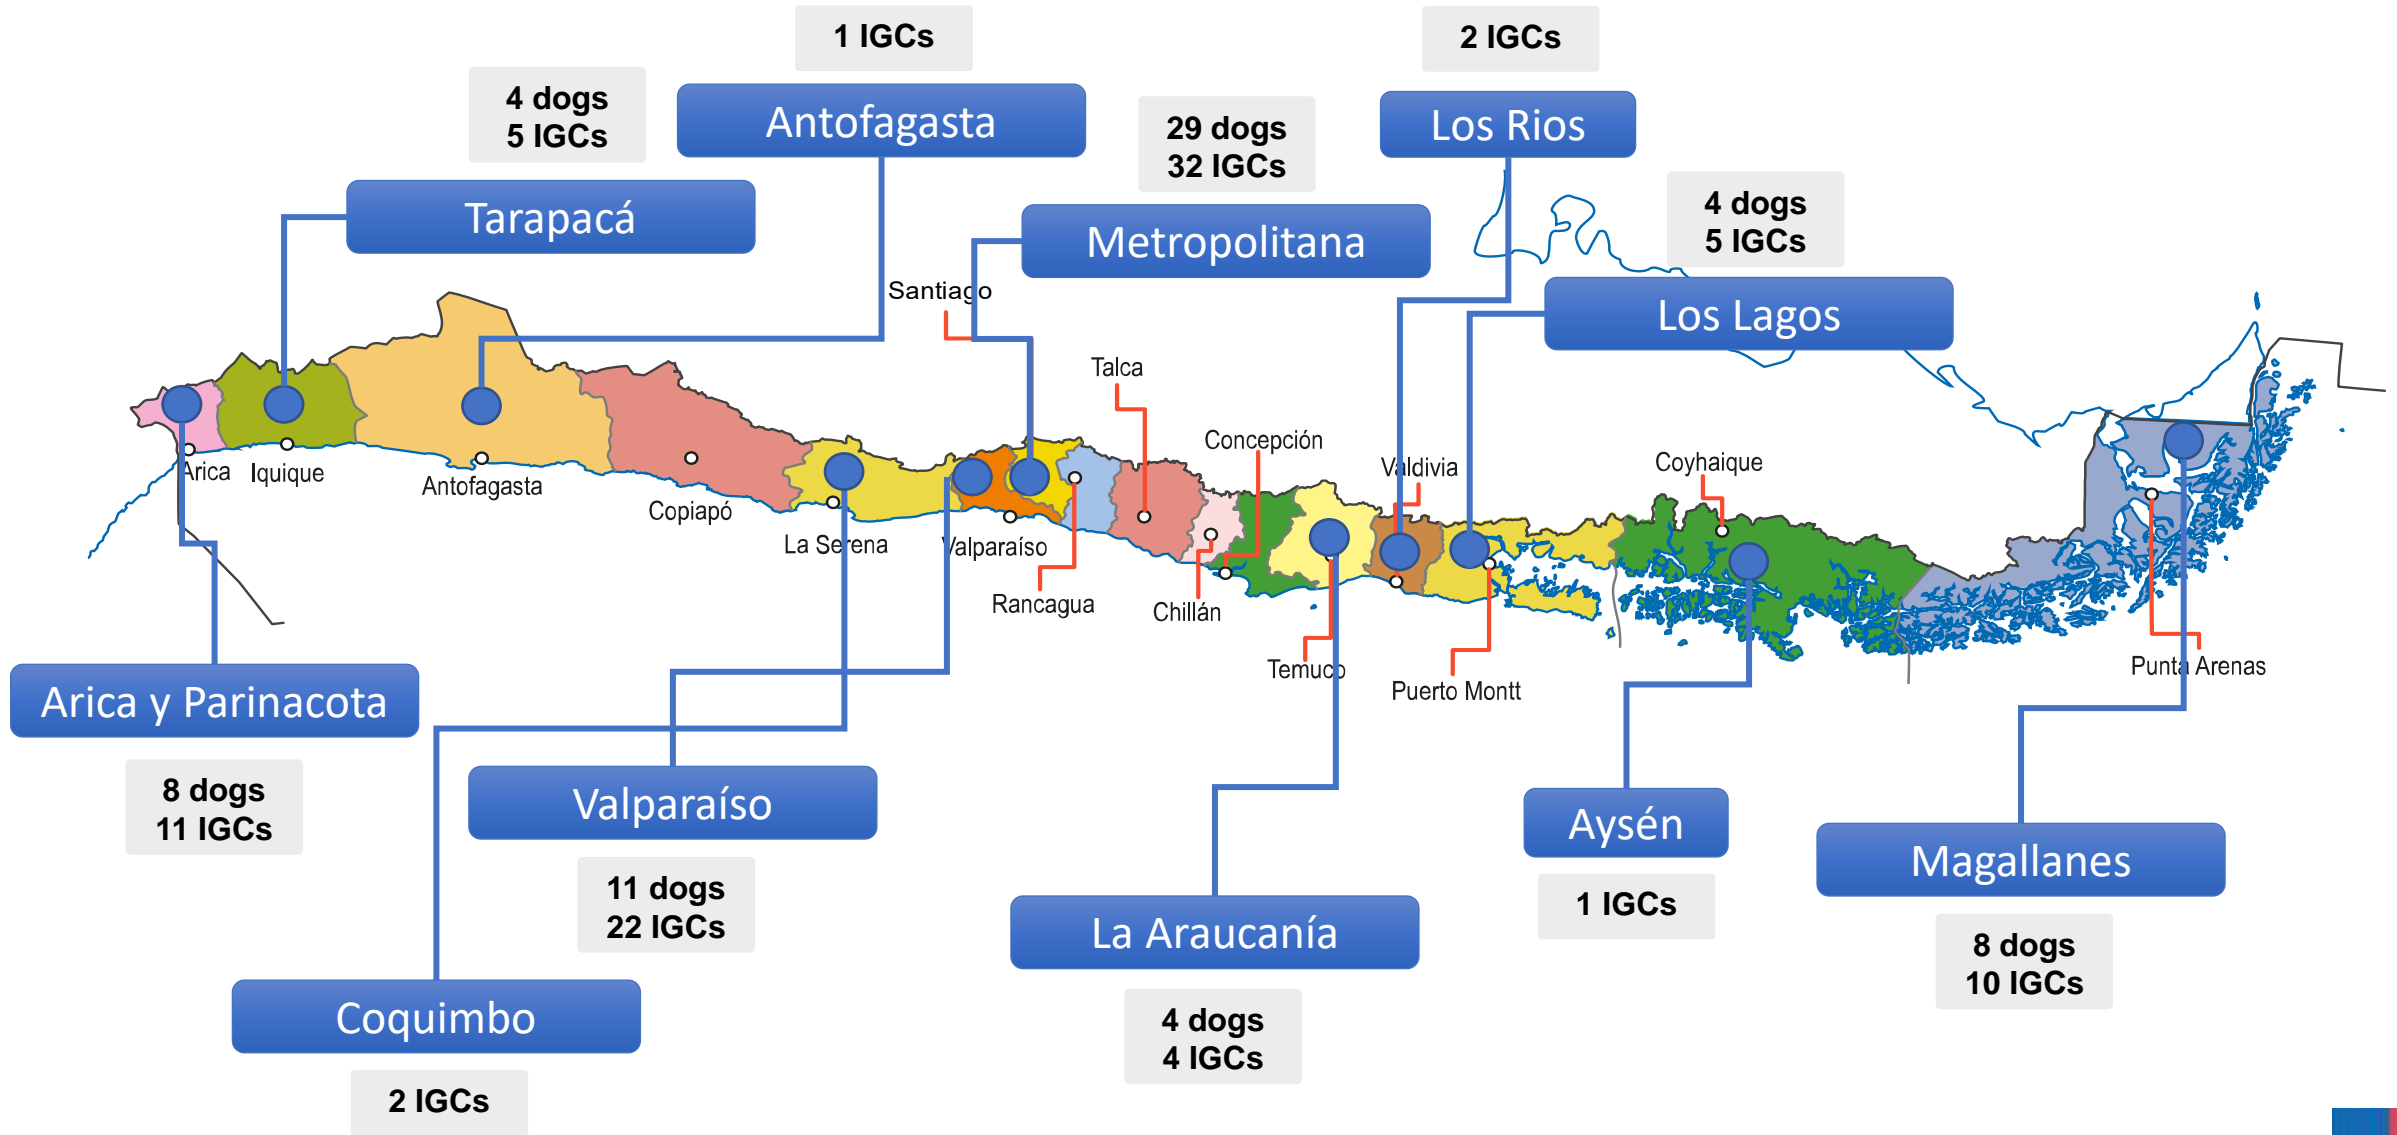 1 IGCs
2 IGCs
4 dogs
5 IGCs
Antofagasta
29 dogs
32 IGCs
Los Rios
Tarapacá
Metropolitana
4 dogs
5 IGCs
Santiago
Los Lagos
Talca
Concepción
Valdivia
Coyhaique
Arica
Iquique
Antofagasta
Copiapó
La Serena
Valparaíso
Rancagua
Chillán
Temuco
Puerto Montt
Punta Arenas
Arica y Parinacota
8 dogs
11 IGCs
Valparaíso
11 dogs
22 IGCs
Aysén
1 IGCs
Magallanes
8 dogs
10 IGCs
La Araucanía
4 dogs
4 IGCs
Coquimbo
2 IGCs